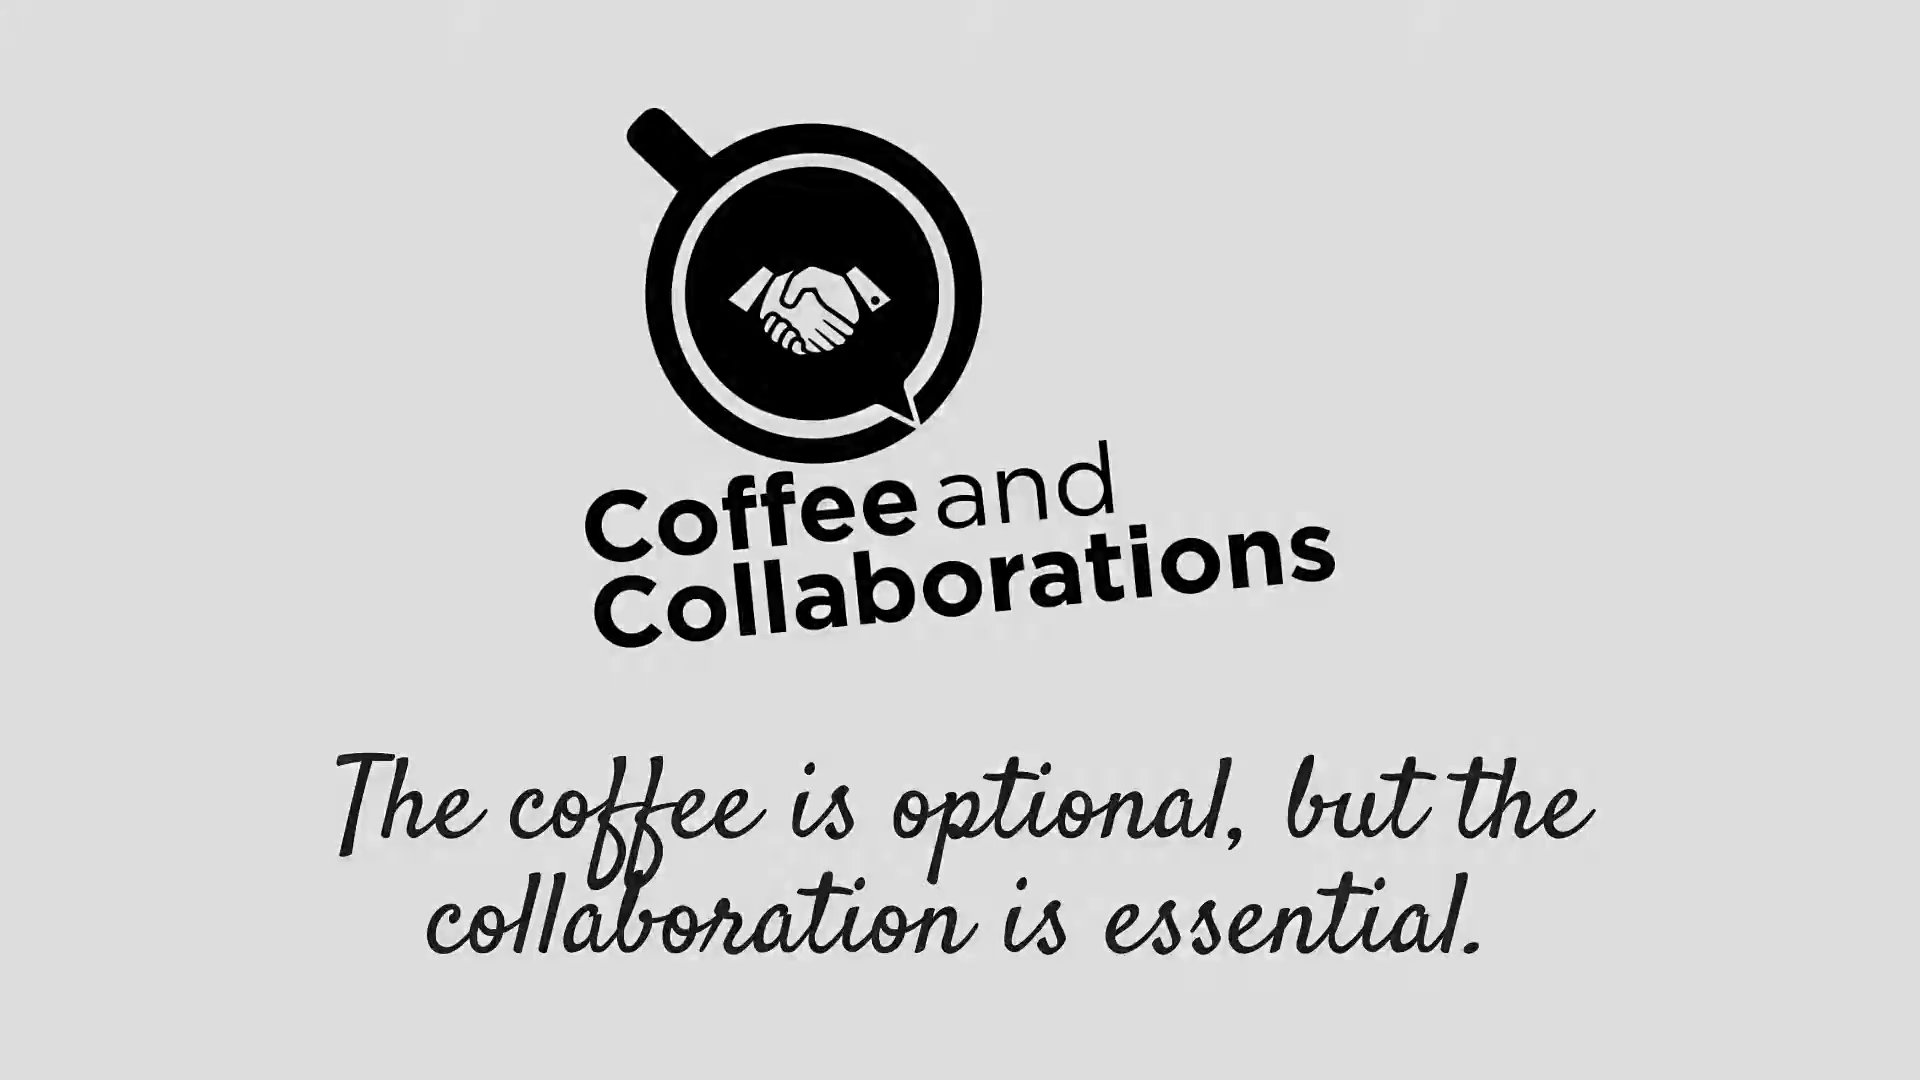 Coffee and
Collaborations
The coffee is optional, but the
collaboration is essential.